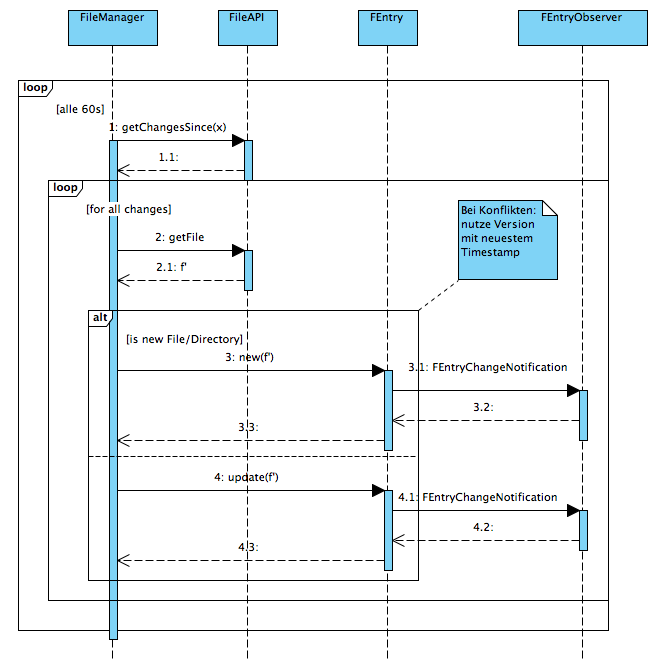 FileManager
FileAPI
FEntry
FEntryObserver
loop
[alle 60s]
1: getChangesSince(x)
1.1:
loop
[for all changes]
Bei Konflikten:
nutze Version
mit neuestem
Timestamp
2: getFile
2.1: f'
alt
[is new File/Directory]
3: new(f')
3.1: FEntryChangeNotification
3.2:
3.3:
4: update(f')
4.1: FEntryChangeNotification
4.2:
4.3: